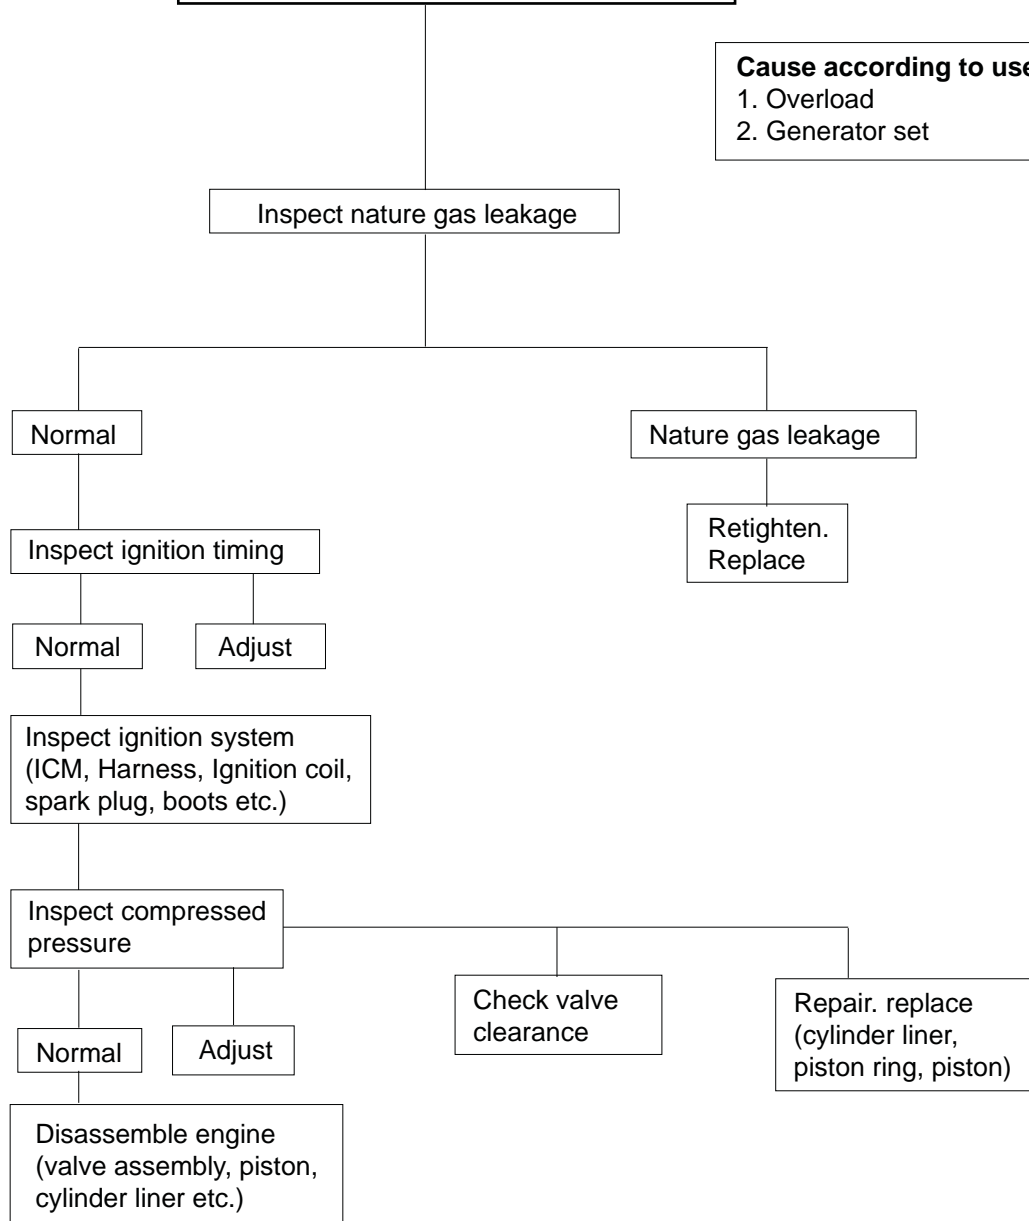 Cause according to use
1. Overload
2. Generator set
Inspect nature gas leakage
Normal
Nature gas leakage
Retighten.
Replace
Inspect ignition timing
Normal
Adjust
Inspect ignition system
(ICM, Harness, Ignition coil,
spark plug, boots etc.)
Inspect compressed
pressure
Check valve
clearance
Repair. replace
(cylinder liner,
piston ring, piston)
Normal
Adjust
Disassemble engine
(valve assembly, piston,
cylinder liner etc.)